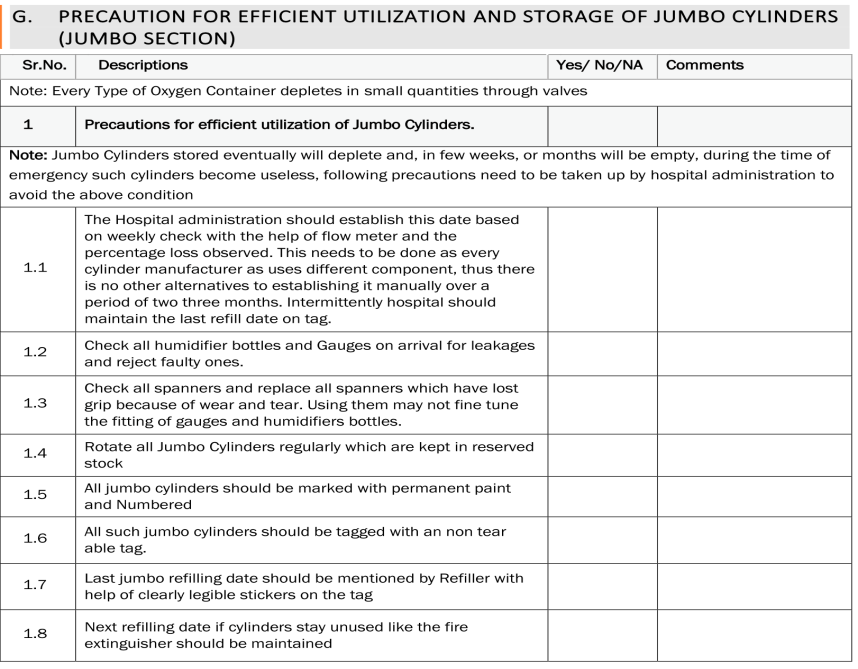 G. PRECAUTION FOR EFFICIENT UTILIZATION AND STORAGE OF JUMBO CYLINDERS
(JUMBO SECTION)
Sr.No. Descriptions Yes/ No/NA Comments
Note: Every Type of Oxygen Container depletes in small quantities through valves
1 Precautions for efficient utilization of Jumbo Cylinders.
Note: Jumbo Cylinders stored eventually will deplete and, in few weeks, or months will be empty, during the time of
emergency such cylinders become useless, following precautions need to be taken up by hospital administration to
avoid the above condition
1.1 The Hospital administration should establish this date based
on weekly check with the help of flow meter and the
percentage loss observed. This needs to be done as every
cylinder manufacturer as uses different component, thus there
is no other alternatives to establishing it manually over a
period of two three months. Intermittently hospital should
maintain the last refill date on tag.
1.2 Check all humidifier bottles and Gauges on arrival for leakages
and reject faulty ones.
1.3 Check all spanners and replace all spanners which have lost
grip because of wear and tear. Using them may not fine tune
the fitting of gauges and humidifiers bottles.
1.4 Rotate all Jumbo Cylinders regularly which are kept in reserved
stock
1.5 All jumbo cylinders should be marked with permanent paint
and Numbered
1.6 All such jumbo cylinders should be tagged with an non tear
able tag.
1.7 Last jumbo refilling date should be mentioned by Refiller with
help of clearly legible stickers on the tag
1.8 Next refilling date if cylinders stay unused like the fire
extinguisher should be maintained